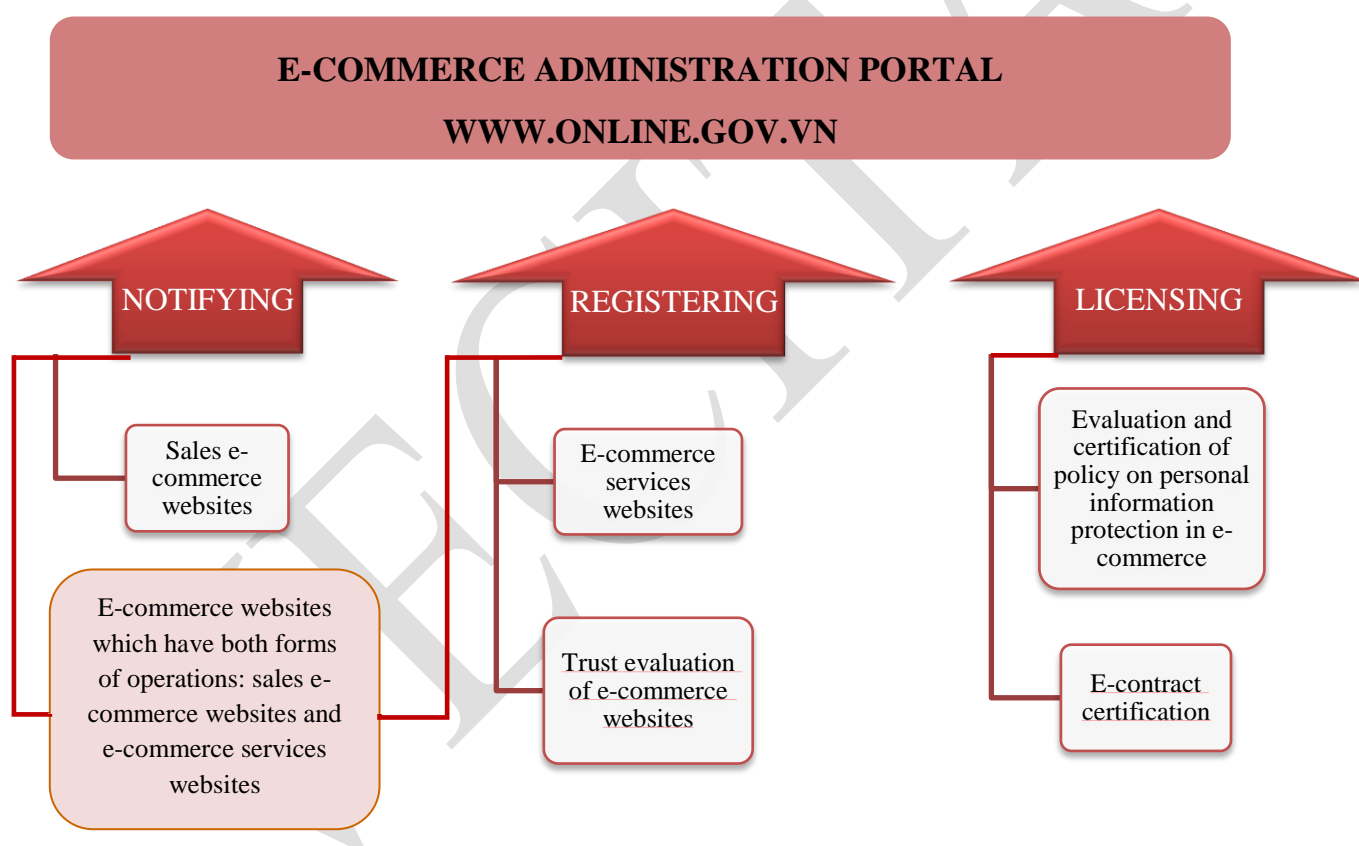 E-COMMERCE ADMINISTRATION PORTAL
WWW.ONLINE.GOV.VN
NOTIFYING
REGISTERING
LICENSING
Sales e-
commerce
websites
E-commerce websites
which have both forms
of operations: sales e-
commerce websites and
e-commerce services
websites
E-commerce
services
websites
Trust evaluation
of e-commerce
websites
Evaluation and
certification of
policy on personal
information
protection in e-
commerce
E-contract
certification